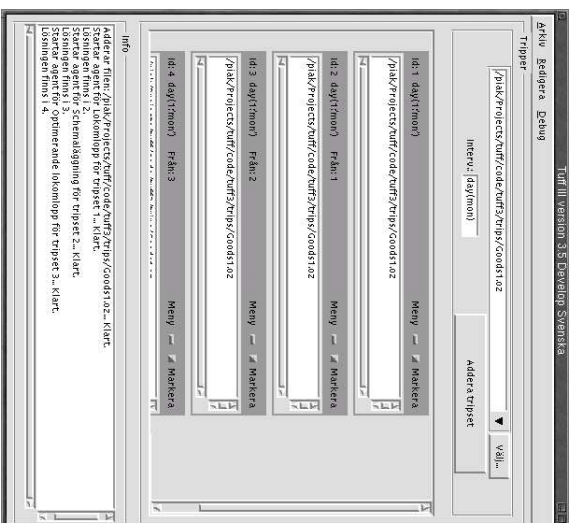 Tuff III version 3.5 Develop Svenska
Arkiv Redigera Debug
Tripper
/piak/Projects/tuff/code/tuff3/trips/Goods1.oz
Välj...
Interv.: day(mon)
Addera tripset
Id: 1 day(1:'mon') Meny Markera
/piak/Projects/tuff/code/tuff3/trips/Goods1.oz
Id: 2 day(1:'mon') Från: 1 Meny Markera
/piak/Projects/tuff/code/tuff3/trips/Goods1.oz
Id: 3 day(1:'mon') Från: 2 Meny Markera
/piak/Projects/tuff/code/tuff3/trips/Goods1.oz
Id: 4 day(1:'mon') Från: 3 Meny Markera
Info
Adderar filen: /piak/Projects/tuff/code/tuff3/trips/Goods1.oz... Klart.
Startar agent för Lokomlopp för tripset 1... Klart.
Lösningen finns i 2.
Startar agent för Schemaläggning för tripset 2... Klart.
Lösningen finns i 3.
Startar agent för Optimerande lokomlopp för tripset 3... Klart.
Lösningen finns i 4.